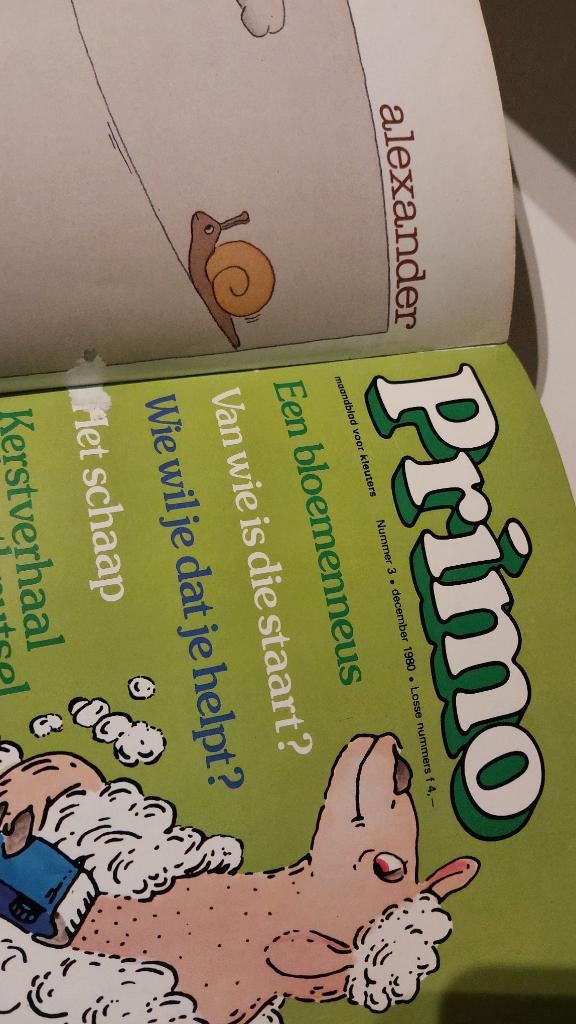 alexander
Primo
maandblad voor kleuters
Nummer 3 • december 1980 • Losse nummers f 4,—
Een bloemenneus
Van wie is die staart?
Wie wil je dat je helpt?
Het schaap
Kerstverhaal